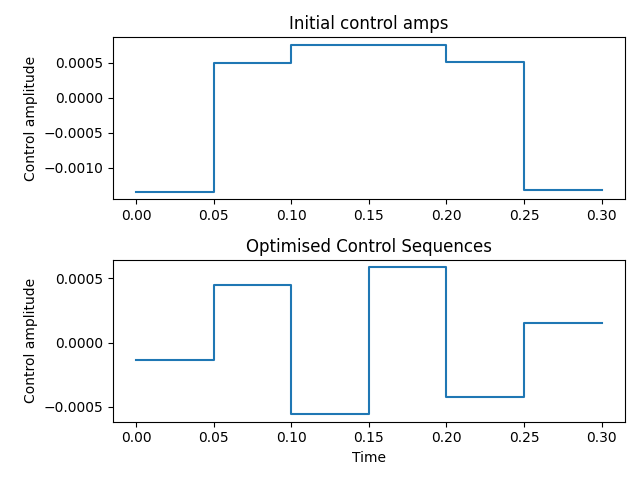 Initial control amps
Control amplitude
0.0005
0.0000
−0.0005
−0.0010
0.00 0.05 0.10 0.15 0.20 0.25 0.30
Optimised Control Sequences
Control amplitude
0.0005
0.0000
−0.0005
0.00 0.05 0.10 0.15 0.20 0.25 0.30
Time